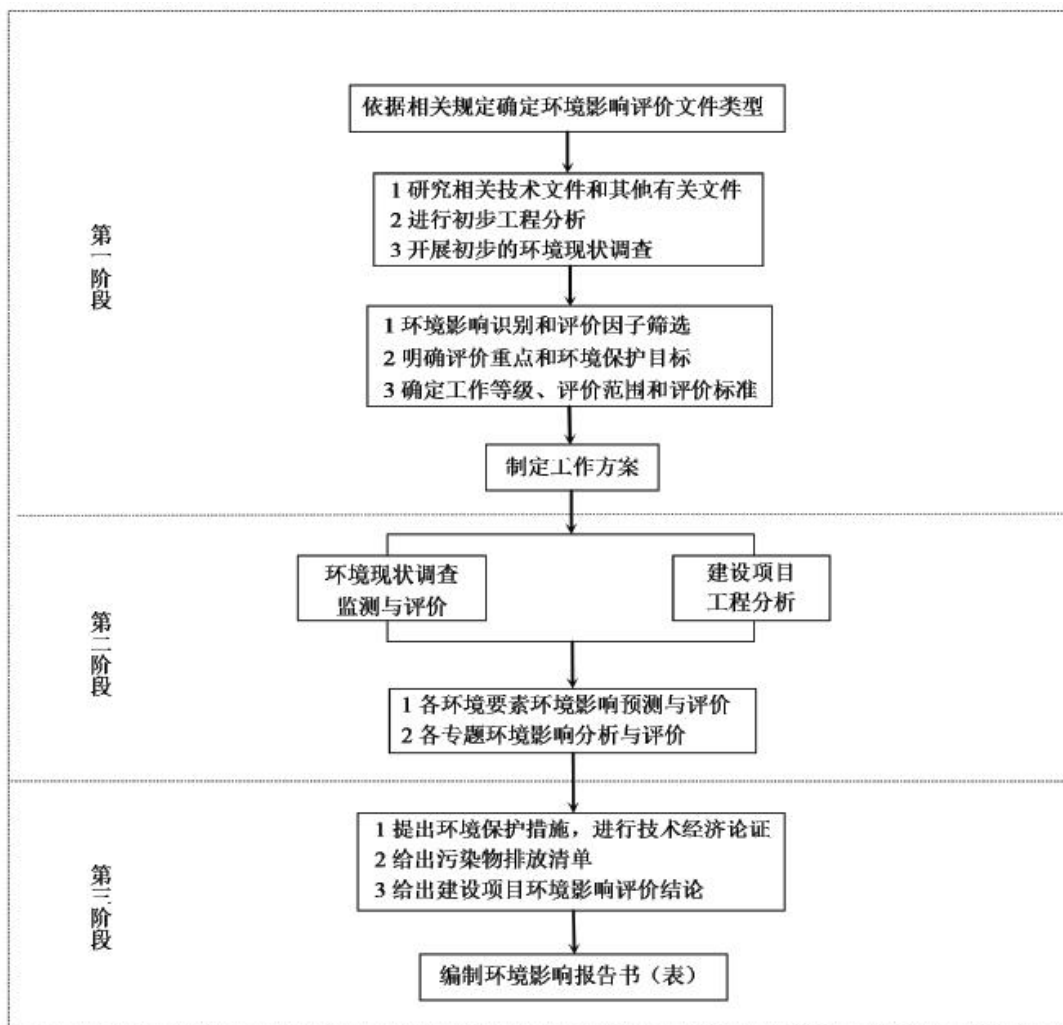 依据相关规定确定环境影响评价文件类型
1 研究相关技术文件和其他有关文件
2 进行初步工程分析
3 开展初步的环境现状调查
第一阶段
1 环境影响识别和评价因子筛选
2 明确评价重点和环境保护目标
3 确定工作等级、评价范围和评价标准
制定工作方案
环境现状调查
监测与评价
建设项目
工程分析
第二阶段
1 各环境要素环境影响预测与评价
2 各专题环境影响分析与评价
1 提出环境保护措施，进行技术经济论证
2 给出污染物排放清单
3 给出建设项目环境影响评价结论
第三阶段
编制环境影响报告书（表）